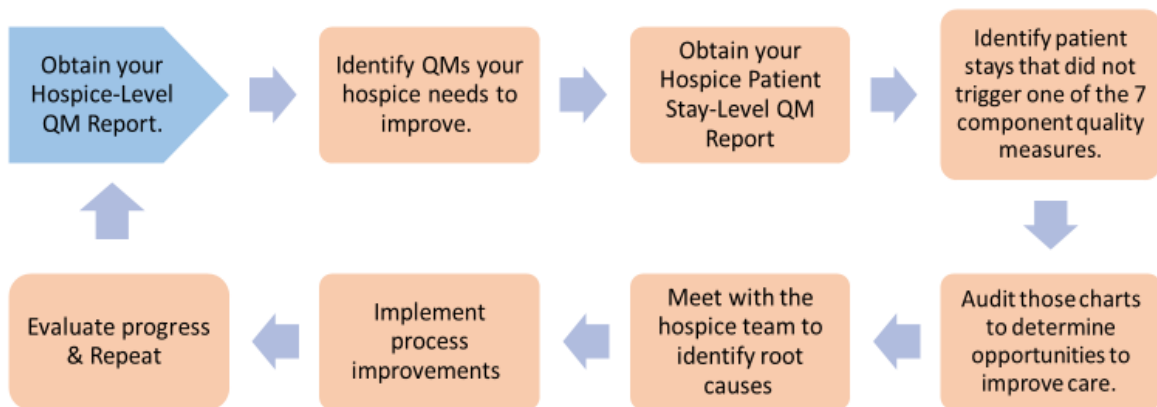 Obtain your
Hospice-Level
QM Report.
Identify QMs your
hospice needs to
improve.
Obtain your
Hospice Patient
Stay-Level QM
Report
Identify patient
stays that did not
trigger one of the 7
component quality
measures.
Audit those charts
to determine
opportunities to
improve care.
Meet with the
hospice team to
identify root
causes
Implement
process
improvements
Evaluate progress
& Repeat